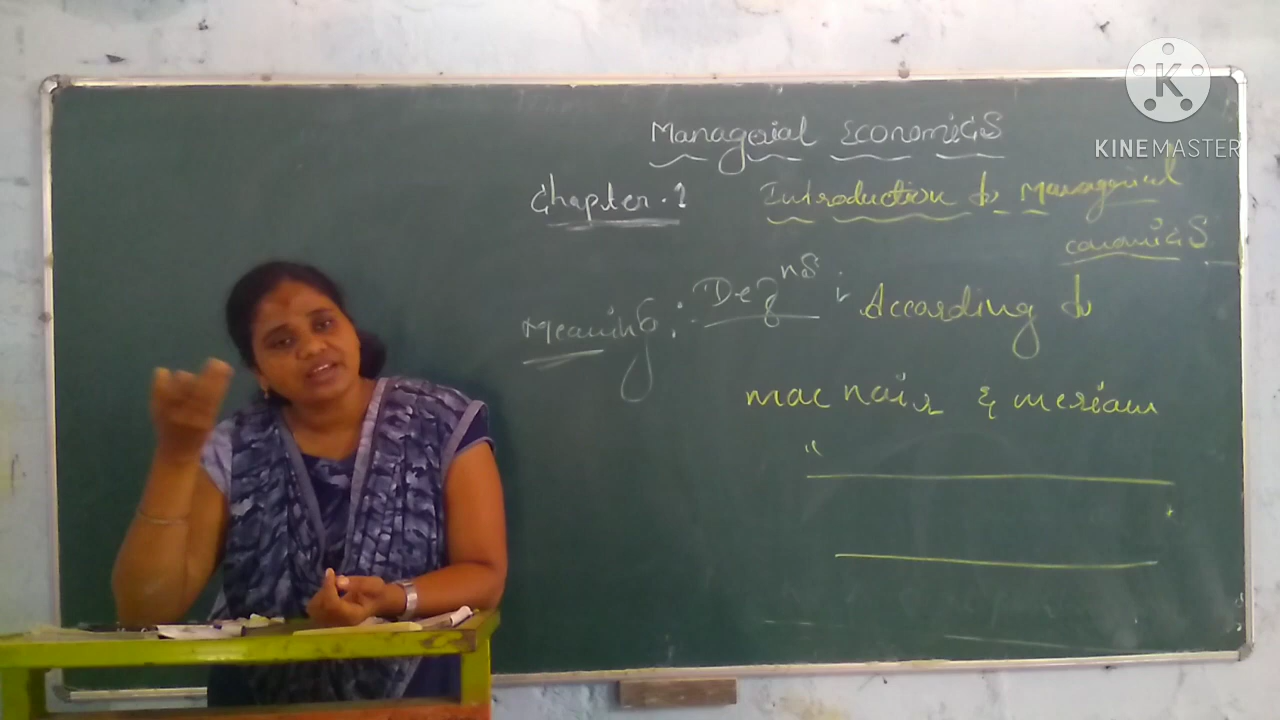 Managerial Economics
Chapter. 1 Introduction to Managerial
economics
Meaning: Defns : According to
mac nair & meriam
"
K
KINEMASTER